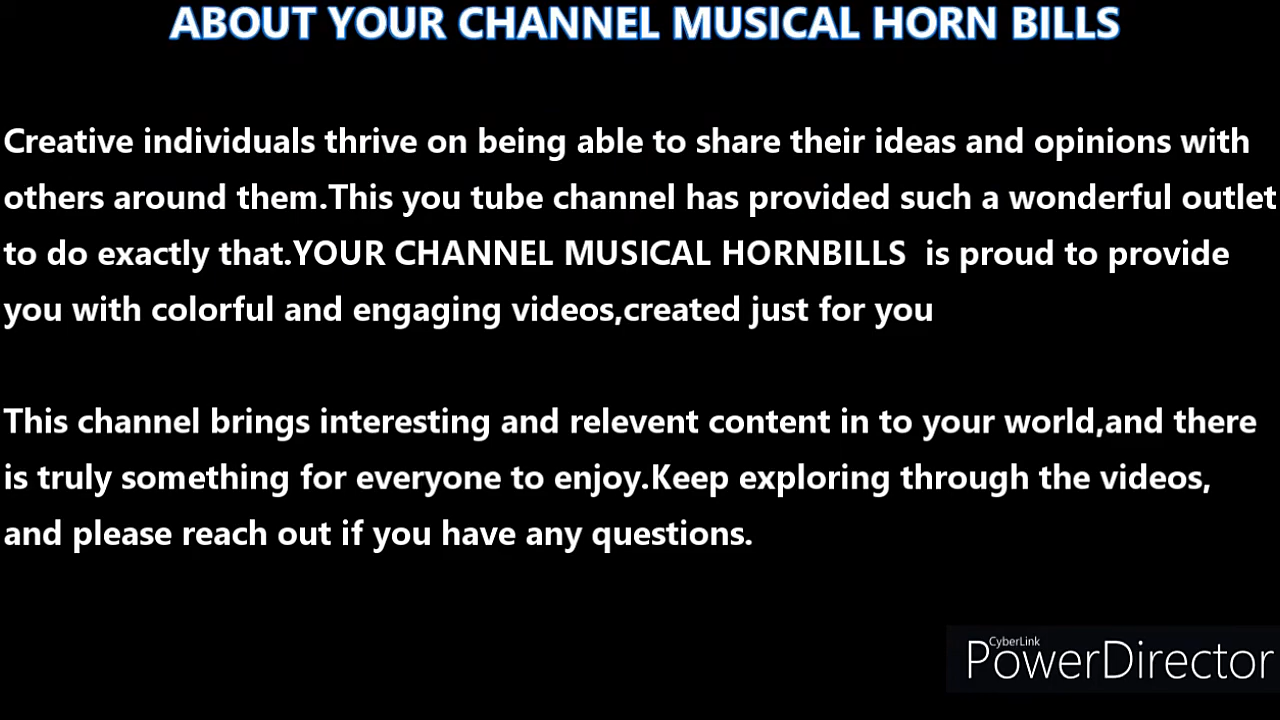 ABOUT YOUR CHANNEL MUSICAL HORN BILLS
Creative individuals thrive on being able to share their ideas and opinions with
others around them.This you tube channel has provided such a wonderful outlet
to do exactly that.YOUR CHANNEL MUSICAL HORNBILLS  is proud to provide
you with colorful and engaging videos,created just for you
This channel brings interesting and relevent content in to your world,and there
is truly something for everyone to enjoy.Keep exploring through the videos,
and please reach out if you have any questions.
CyberLink
PowerDirector